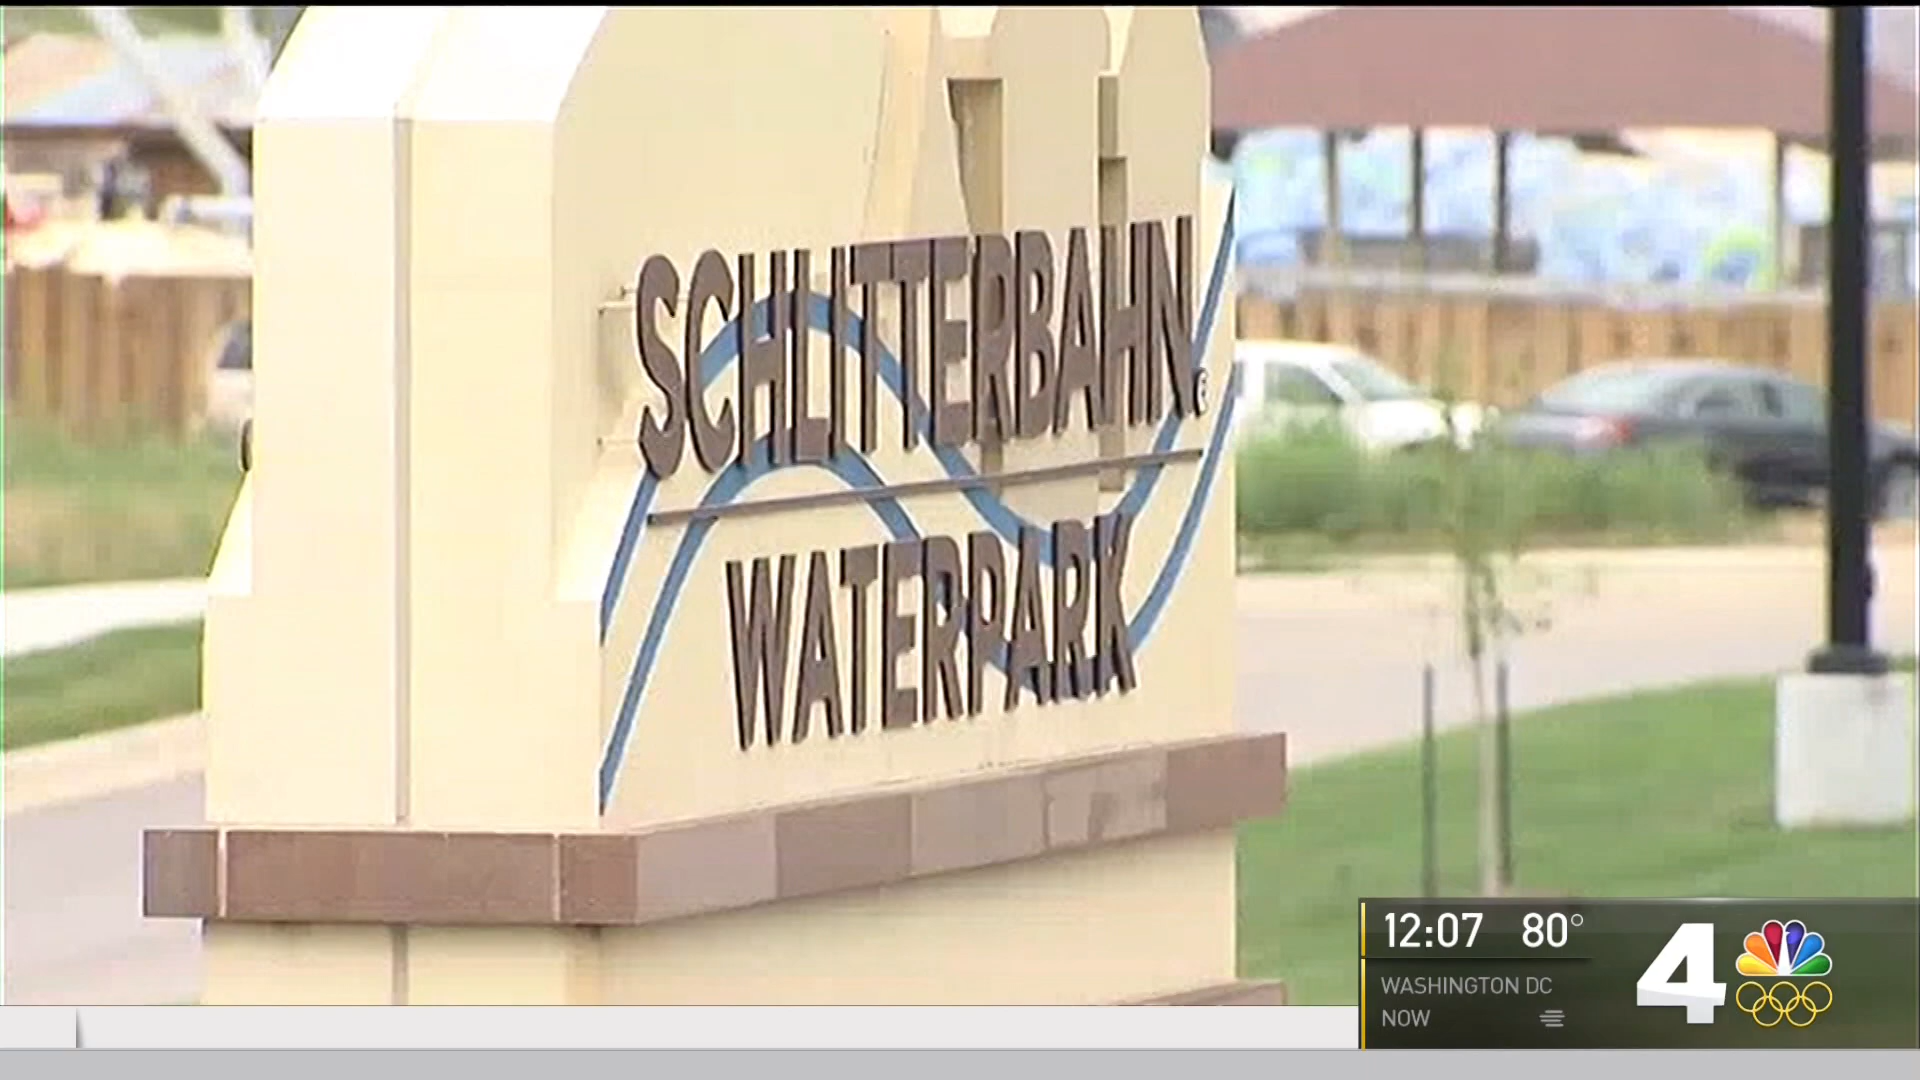 SCHLITTERBAHN®
WATERPARK
12:07 80°
WASHINGTON DC
NOW
4